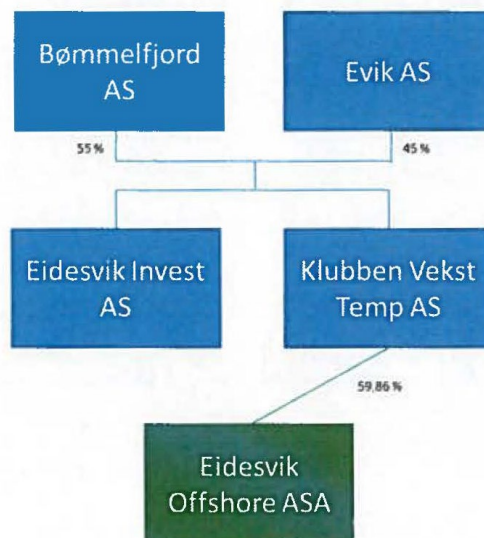 Bømmelfjord
AS
Evik AS
55 %
45 %
Eidesvik Invest
AS
Klubben Vekst
Temp AS
59,86 %
Eidesvik
Offshore ASA